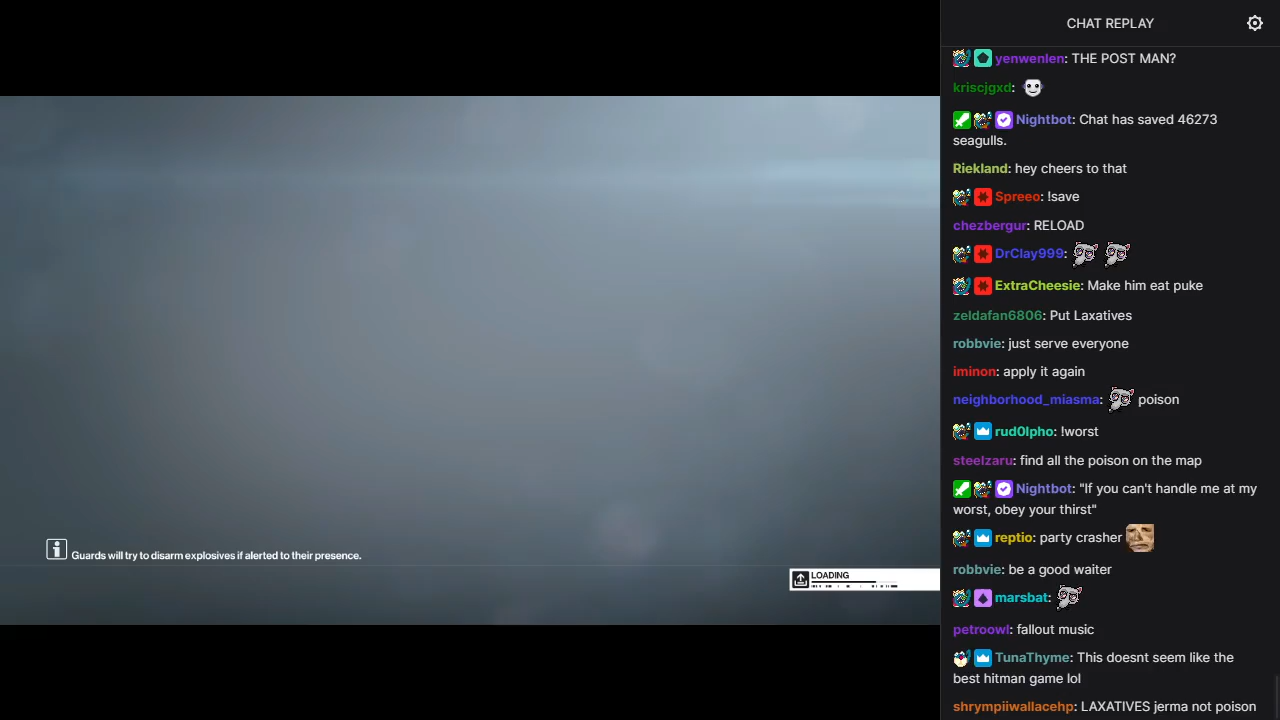 CHAT REPLAY
yenwenlen: THE POST MAN?
kriscjgxd:
Nightbot: Chat has saved 46273
seagulls.
Riekland: hey cheers to that
Spreeo: !save
chezbergur: RELOAD
DrClay999:
ExtraCheesie: Make him eat puke
zeldafan6806: Put Laxatives
robbvie: just serve everyone
iminon: apply it again
neighborhood_miasma: poison
rud0lpho: !worst
steelzaru: find all the poison on the map
Nightbot: "If you can't handle me at my
worst, obey your thirst"
reptio: party crasher
robbvie: be a good waiter
marsbat:
petroowl: fallout music
TunaThyme: This doesnt seem like the
best hitman game lol
shrympiiwallacehp: LAXATIVES jerma not poison
Guards will try to disarm explosives if alerted to their presence.
LOADING